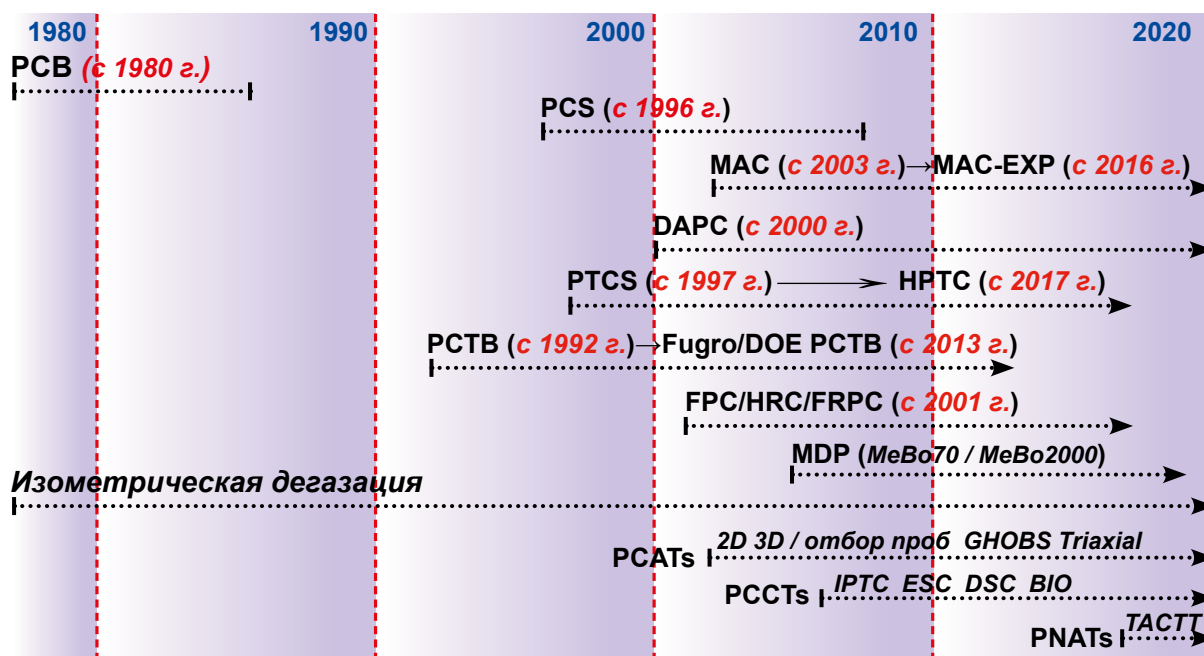 1980 1990 2000 2010 2020
PCB (с 1980 г.)
PCS (с 1996 г.)
MAC (с 2003 г.)→MAC-EXP (с 2016 г.)
DAPC (с 2000 г.)
PTCS (с 1997 г.) → HPTC (с 2017 г.)
PCTB (с 1992 г.)→Fugro/DOE PCTB (с 2013 г.)
FPC/HRC/FRPC (с 2001 г.)
MDP (MeBo70 / MeBo2000)
Изометрическая дегазация
PCATs 2D 3D / отбор проб GHOBS Triaxial
PCCTs IPTC ESC DSC BIO
PNATs TACTT